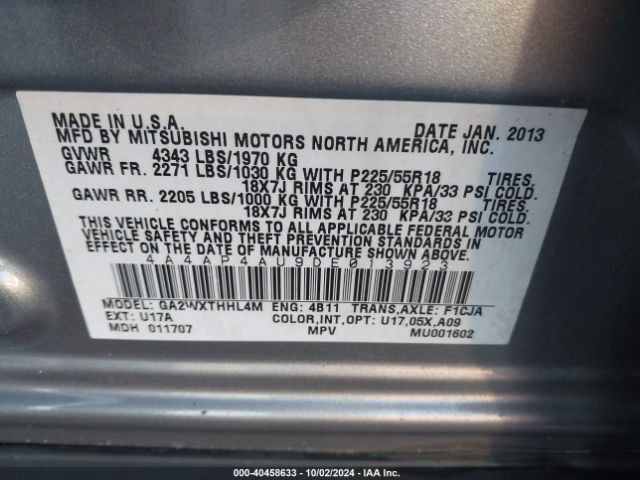 MADE IN U.S.A. DATE JAN. 2013
MFD BY MITSUBISHI MOTORS NORTH AMERICA, INC.
GVWR 4343 LBS/1970 KG
GAWR FR. 2271 LBS/1030 KG WITH P225/55R18 TIRES,
18X7J RIMS AT 230 KPA/33 PSI COLD.
GAWR RR. 2205 LBS/1000 KG WITH P225/55R18 TIRES,
18X7J RIMS AT 230 KPA/33 PSI COLD.
THIS VEHICLE CONFORMS TO ALL APPLICABLE FEDERAL MOTOR
VEHICLE SAFETY AND THEFT PREVENTION STANDARDS IN
EFFECT ON THE DATE OF MANUFACTURE SHOWN ABOVE.
4A4AP4AU9DE013923
MODEL: GA2WXTHHL4M ENG: 4B11 TRANS,AXLE: F1CJA
EXT: U17A COLOR,INT,OPT: U17,05X,A09
MDH 011707 MPV MU001602
000-40458633 - 10/02/2024 - IAAI.com